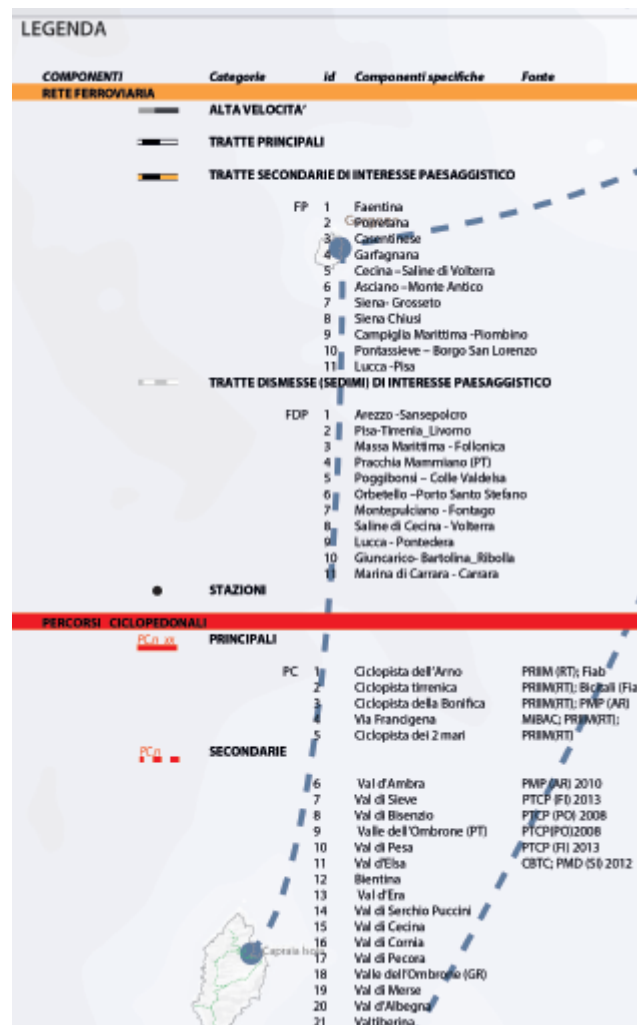 LEGENDA
COMPONENTI Categorie id Componenti specifiche Fonte
RETE FERROVIARIA
ALTA VELOCITA'
TRATTE PRINCIPALI
TRATTE SECONDARIE DI INTERESSE PAESAGGISTICO
FP 1 Faentina
2 Porretana
3 Casentinese
4 Garfagnana
5 Cecina –Saline di Volterra
6 Asciano –Monte Antico
7 Siena- Grosseto
8 Siena Chiusi
9 Campiglia Marittima -Piombino
10 Pontassieve – Borgo San Lorenzo
11 Lucca -Pisa
TRATTE DISMESSE (SEDIMI) DI INTERESSE PAESAGGISTICO
FDP 1 Arezzo -Sansepolcro
2 Pisa-Tirrenia_Livorno
3 Massa Marittima - Follonica
4 Pracchia Mammiano (PT)
5 Poggibonsi – Colle Valdelsa
6 Orbetello –Porto Santo Stefano
7 Montepulciano - Fontago
8 Saline di Cecina - Volterra
9 Lucca - Pontedera
10 Giuncarico- Bartolina_Ribolla
11 Marina di Carrara - Carrara
STAZIONI
PERCORSI CICLOPEDONALI
PC.n_xx PRINCIPALI
PC 1 Ciclopista dell'Arno PRIIM (RT); Fiab
2 Ciclopista tirrenica PRIIM(RT); Bicitali (Fia
3 Ciclopista della Bonifica PRIIM(RT); PMP (AR)
4 Via Francigena MIBAC; PRIIM(RT);
5 Ciclopista dei 2 mari PRIIM(RT)
PC.n SECONDARIE
6 Val d'Ambra PMP (AR) 2010
7 Val di Sieve PTCP (FI) 2013
8 Val di Bisenzio PTCP (PO) 2008
9 Valle dell'Ombrone (PT) PTCP(PO)2008
10 Val di Pesa PTCP (FI) 2013
11 Val d'Elsa CBTC; PMD (SI) 2012
12 Bientina
13 Val d'Era
14 Val di Serchio Puccini
15 Val di Cecina
16 Val di Cornia
Capraia Isola
17 Val di Pecora
18 Valle dell'Ombrone (GR)
19 Val di Merse
20 Val d'Albegna
21 Valtiberina